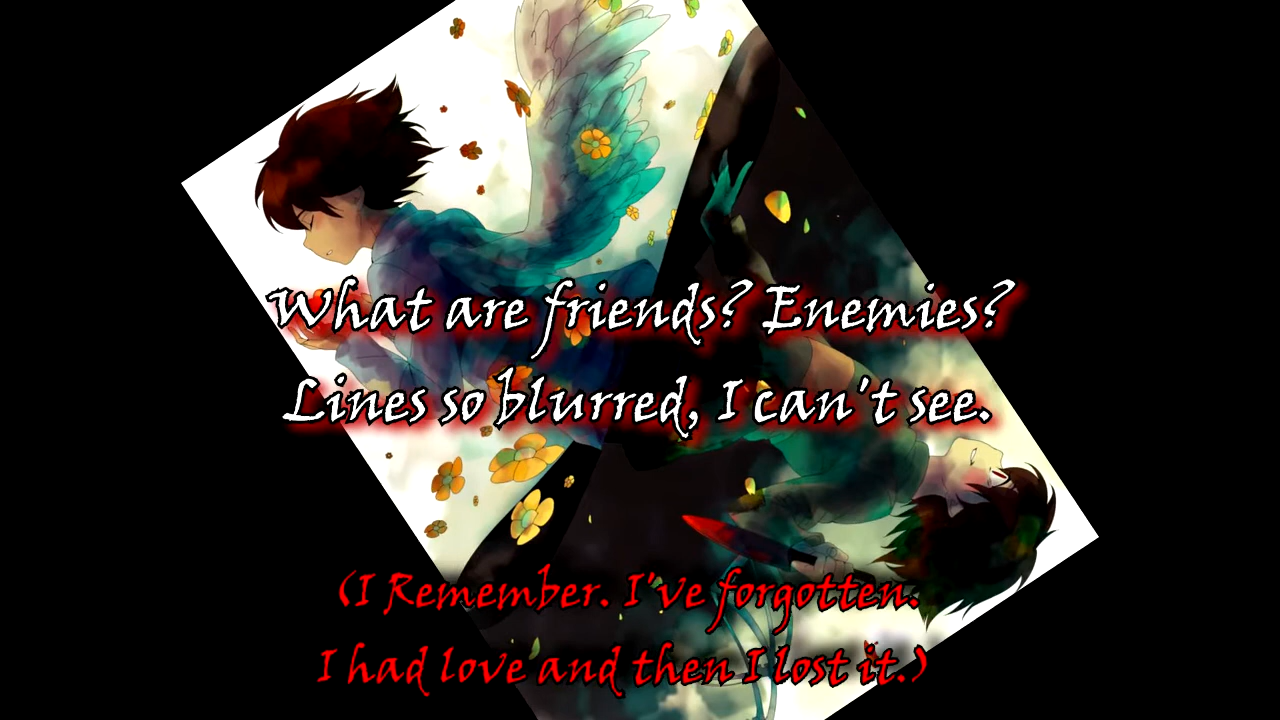 What are friends? Enemies?
Lines so blurred, I can't see.
(I Remember. I've forgotten.
I had love and then I lost it.)